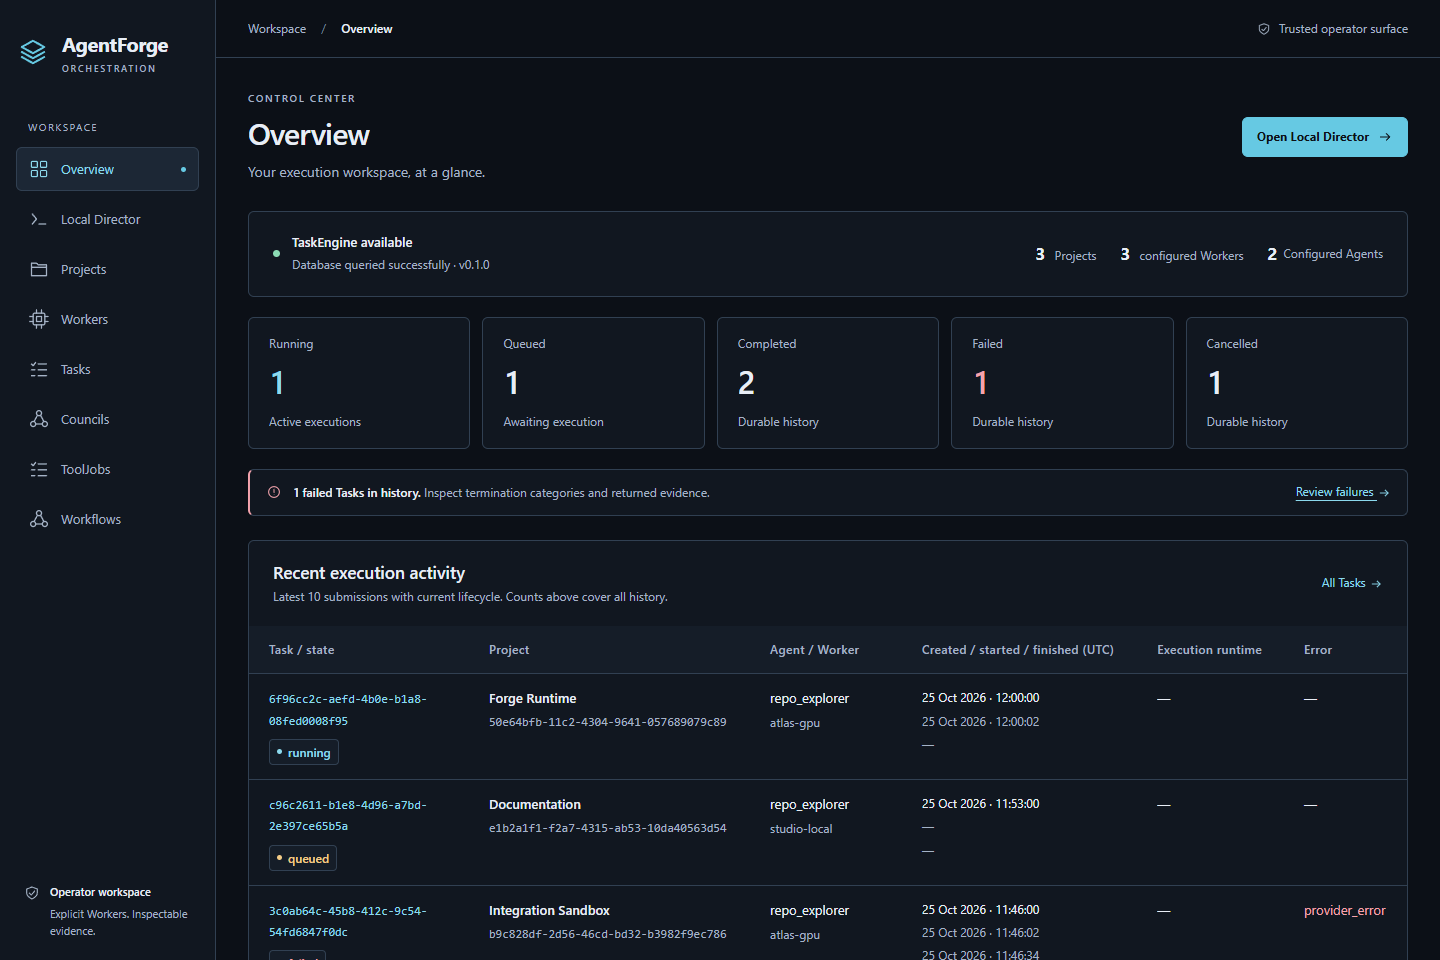 AgentForge
ORCHESTRATION
WORKSPACE
Overview
Local Director
Projects
Workers
Tasks
Councils
ToolJobs
Workflows
Operator workspace
Explicit Workers. Inspectable
evidence.
Workspace / Overview
Trusted operator surface
CONTROL CENTER
Overview
Your execution workspace, at a glance.
Open Local Director →
TaskEngine available
Database queried successfully · v0.1.0
3 Projects 3 configured Workers 2 Configured Agents
Running
1
Active executions
Queued
1
Awaiting execution
Completed
2
Durable history
Failed
1
Durable history
Cancelled
1
Durable history
1 failed Tasks in history. Inspect termination categories and returned evidence.
Review failures →
Recent execution activity
Latest 10 submissions with current lifecycle. Counts above cover all history.
All Tasks →
Task / state Project Agent / Worker Created / started / finished (UTC) Execution runtime Error
6f96cc2c-aefd-4b0e-b1a8-
08fed0008f95
running
Forge Runtime
50e64bfb-11c2-4304-9641-057689079c89
repo_explorer
atlas-gpu
25 Oct 2026 · 12:00:00
25 Oct 2026 · 12:00:02
—
—
—
c96c2611-b1e8-4d96-a7bd-
2e397ce65b5a
queued
Documentation
e1b2a1f1-f2a7-4315-ab53-10da40563d54
repo_explorer
studio-local
25 Oct 2026 · 11:53:00
—
—
—
—
3c0ab64c-45b8-412c-9c54-
54fd6847f0dc
Integration Sandbox
b9c828df-2d56-46cd-bd32-b3982f9ec786
repo_explorer
atlas-gpu
25 Oct 2026 · 11:46:00
25 Oct 2026 · 11:46:02
25 Oct 2026 · 11:46:34
—
provider_error